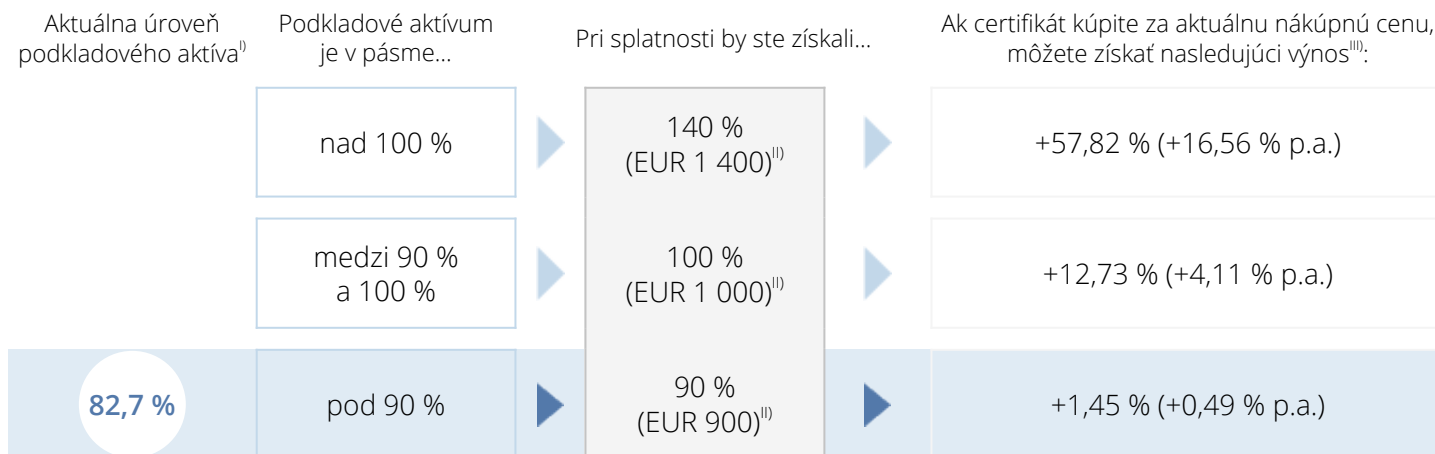 Aktuálna úroveň
podkladového aktíva I)
Podkladové aktívum
je v pásme...
Pri splatnosti by ste získali...
Ak certifikát kúpite za aktuálnu nákúpnú cenu,
môžete získať nasledujúci výnos III):
nad 100 %
140 %
(EUR 1 400) II)
+57,82 % (+16,56 % p.a.)
medzi 90 %
a 100 %
100 %
(EUR 1 000) II)
+12,73 % (+4,11 % p.a.)
82,7 %
pod 90 %
90 %
(EUR 900) II)
+1,45 % (+0,49 % p.a.)